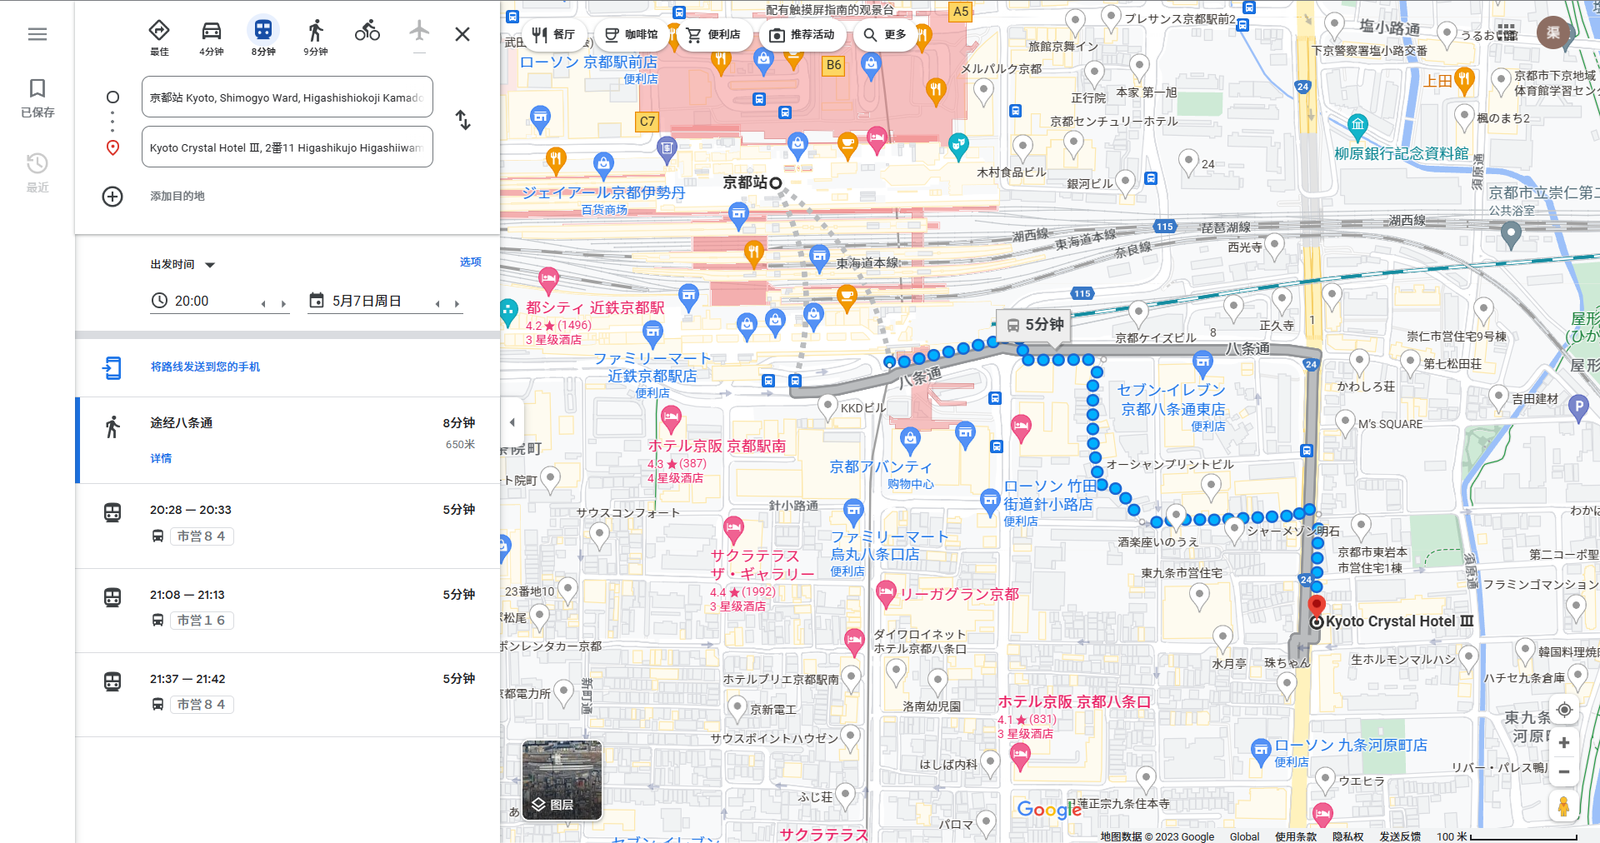 已保存
最近
最佳
4分钟
8分钟
9分钟
京都站 Kyoto, Shimogyo Ward, Higashishiokoji Kamado
Kyoto Crystal Hotel Ⅲ, 2番11 Higashikujo Higashiiwam
添加目的地
出发时间
选项
20:00
5月7日周日
将路线发送到您的手机
途经八条通
8分钟
650米
详情
20:28 — 20:33
5分钟
市営８４
21:08 — 21:13
5分钟
市営１６
21:37 — 21:42
5分钟
市営８４
配有触摸屏指南的观景台
A5
餐厅
咖啡馆
便利店
推荐活动
更多
渠
B6
C7
ローソン 京都駅前店
便利店
プレサンス京都駅前2
旅館京舞イン
メルパルク京都
正行院
本家 第一旭
京都センチュリーホテル
塩小路通
下京警察署塩小路交番
うるおい
上田
京都市下京地域
体育館学習セン
楓のまち2
24
柳原銀行記念資料館
木村食品ビル
銀河ビル
24
京都市立崇仁第二
公共浴室
京都站
ジェイアール京都伊勢丹
百货商场
東海道本線
湖西線
東海道本線
奈良線
琵琶湖線
湖西線
115
西光寺
115
都シティ 近鉄京都駅
4.2★(1496)
3 星级酒店
5分钟
京都ケイズビル
8
正久寺
1
崇仁市営住宅9号棟
屋形
八条通
八条通
24
ファミリーマート
近鉄京都駅店
便利店
KKDビル
セブン-イレブン
京都八条通東店
便利店
かわしろ荘
第七松田荘
吉田建材
M's SQUARE
ホテル京阪 京都駅南
4.3★(387)
4 星级酒店
京都アバンティ
购物中心
オーシャンプリントビル
ローソン 竹田
街道針小路店
便利店
針小路通
サウスコンフォート
サクラテラス
ザ・ギャラリー
4.4★(1992)
3 星级酒店
ファミリーマート
烏丸八条口店
便利店
酒楽座いのうえ
シャーメゾン明石
京都市東岩本
市営住宅1棟
第二コーポ聖
東九条市営住宅
24
フラミンゴマンション
須原通
23番地10
リーガグラン京都
Kyoto Crystal Hotel Ⅲ
ダイワロイネット
ホテル京都八条口
水月亭
珠ちゃん
生ホルモンマルハシ
韓国料理焼肉
ハチセ九条倉庫
ホテルブリエ京都駅南
新町通
京新電工
洛南幼児園
ホテル京阪 京都八条口
4.1★(831)
3 星级酒店
サウスポイントハウゼン
はしば内科
ローソン 九条河原町店
便利店
ウエヒラ
リバー・パレス鴨川
ふじ荘
パロマ
蓮正宗九条住本寺
サクラテラス
セブン-イレブン
图层
Google
地图数据 © 2023 Google
Global
使用条款
隐私权
发送反馈
100 米